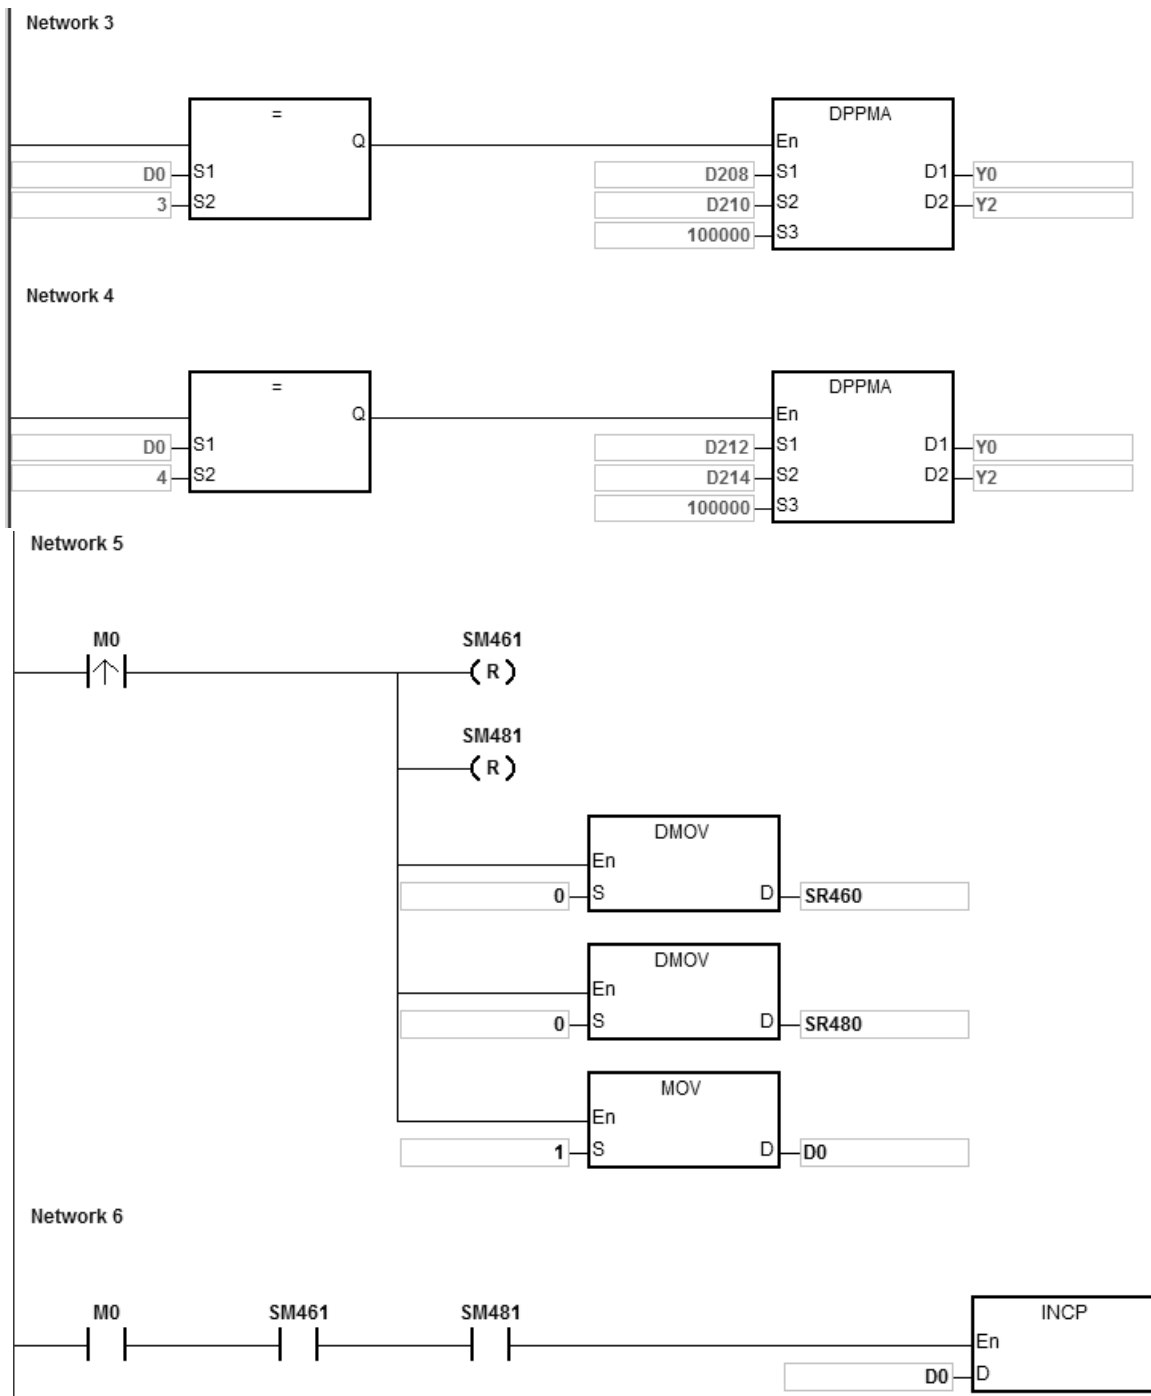 Network 3
=
Q
D0 S1
3 S2
DPPMA
En
D208 S1 D1 Y0
D210 S2 D2 Y2
100000 S3
Network 4
=
Q
D0 S1
4 S2
DPPMA
En
D212 S1 D1 Y0
D214 S2 D2 Y2
100000 S3
Network 5
M0 SM461
( R )
SM481
( R )
DMOV
En
0 S D SR460
DMOV
En
0 S D SR480
MOV
En
1 S D D0
Network 6
M0 SM461 SM481 INCP
En
D0 D